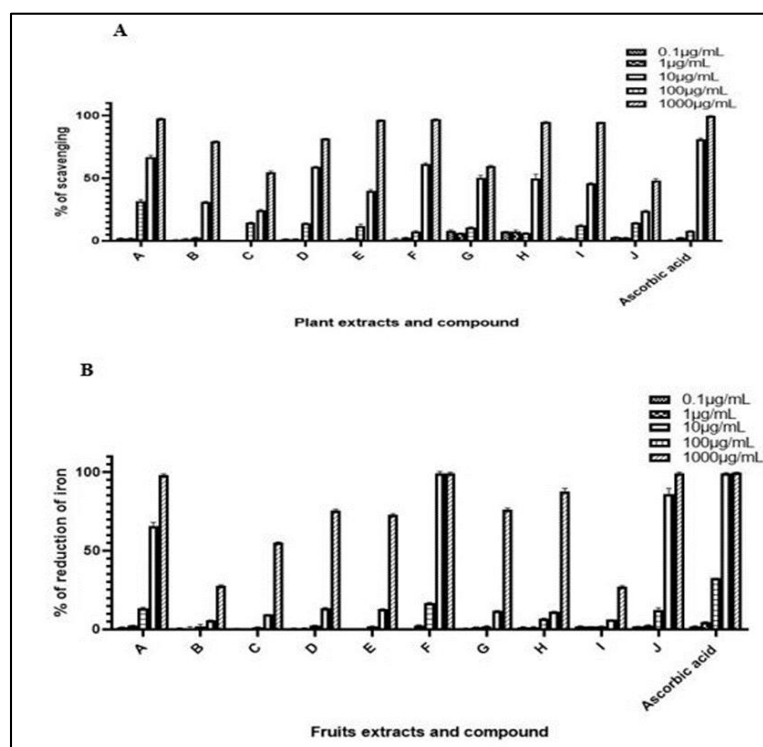 A
0.1µg/mL
1µg/mL
10µg/mL
100µg/mL
1000µg/mL
% of scavenging
100
50
0
A B C D E F G H I J Ascorbic acid
Plant extracts and compound
B
0.1µg/mL
1µg/mL
10µg/mL
100µg/mL
1000µg/mL
% of reduction of iron
100
50
0
A B C D E F G H I J Ascorbic acid
Fruits extracts and compound